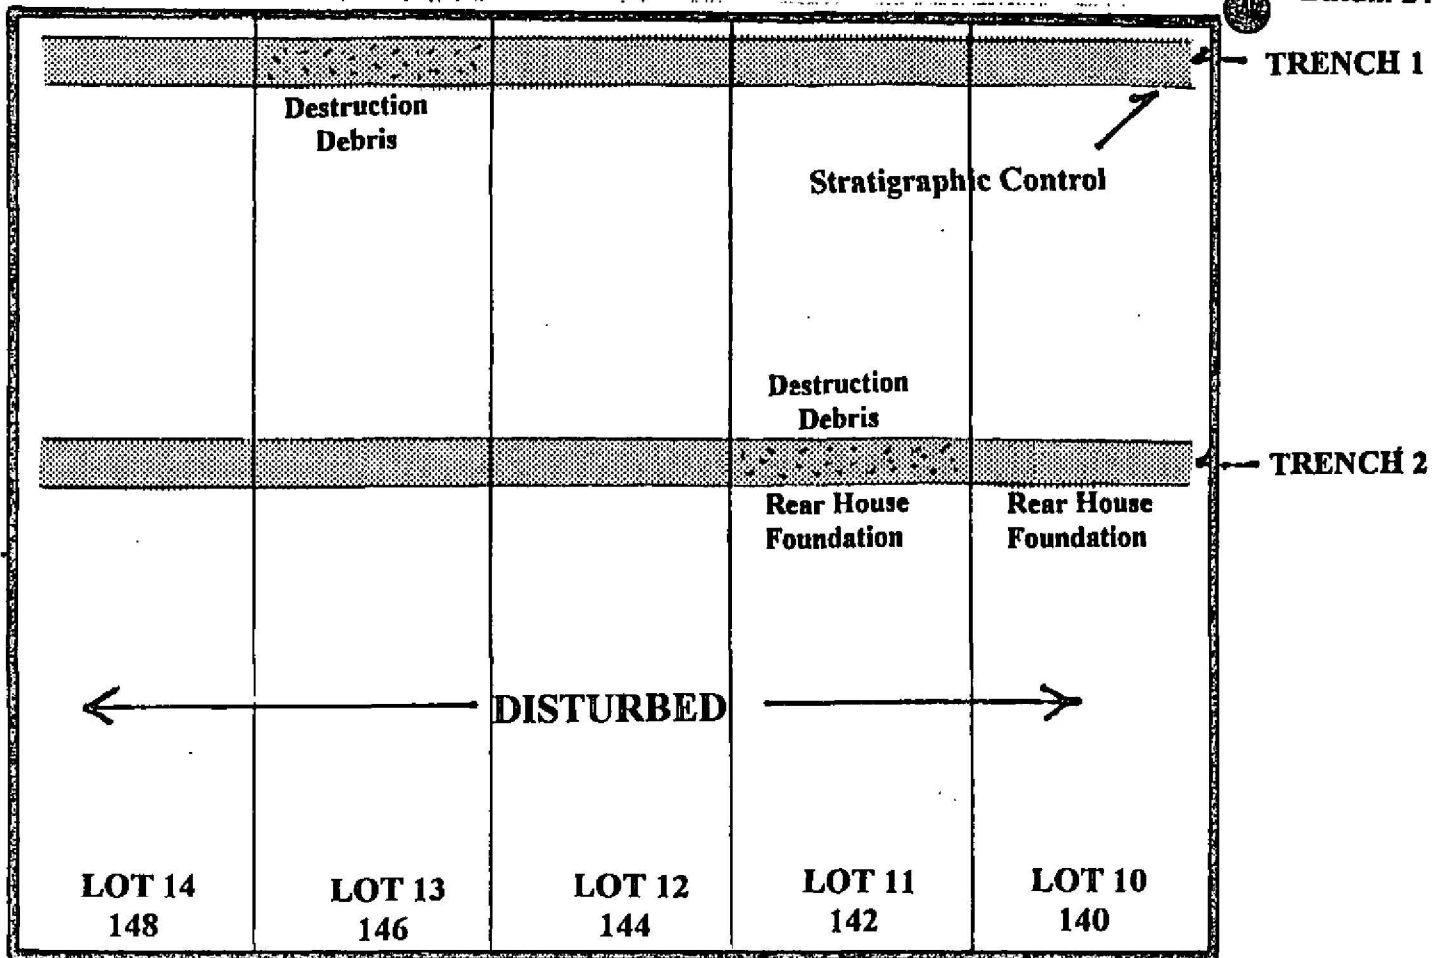 TRENCH 1
Destruction
Debris
Stratigraphic Control
Destruction
Debris
TRENCH 2
Rear House
Foundation
Rear House
Foundation
DISTURBED
LOT 14
148
LOT 13
146
LOT 12
144
LOT 11
142
LOT 10
140